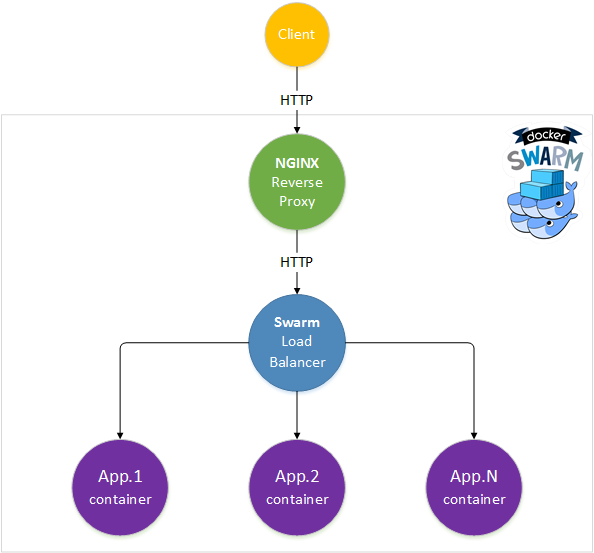 Client
HTTP
docker
SWARM
NGINX
Reverse
Proxy
HTTP
Swarm
Load
Balancer
App.1
container
App.2
container
App.N
container